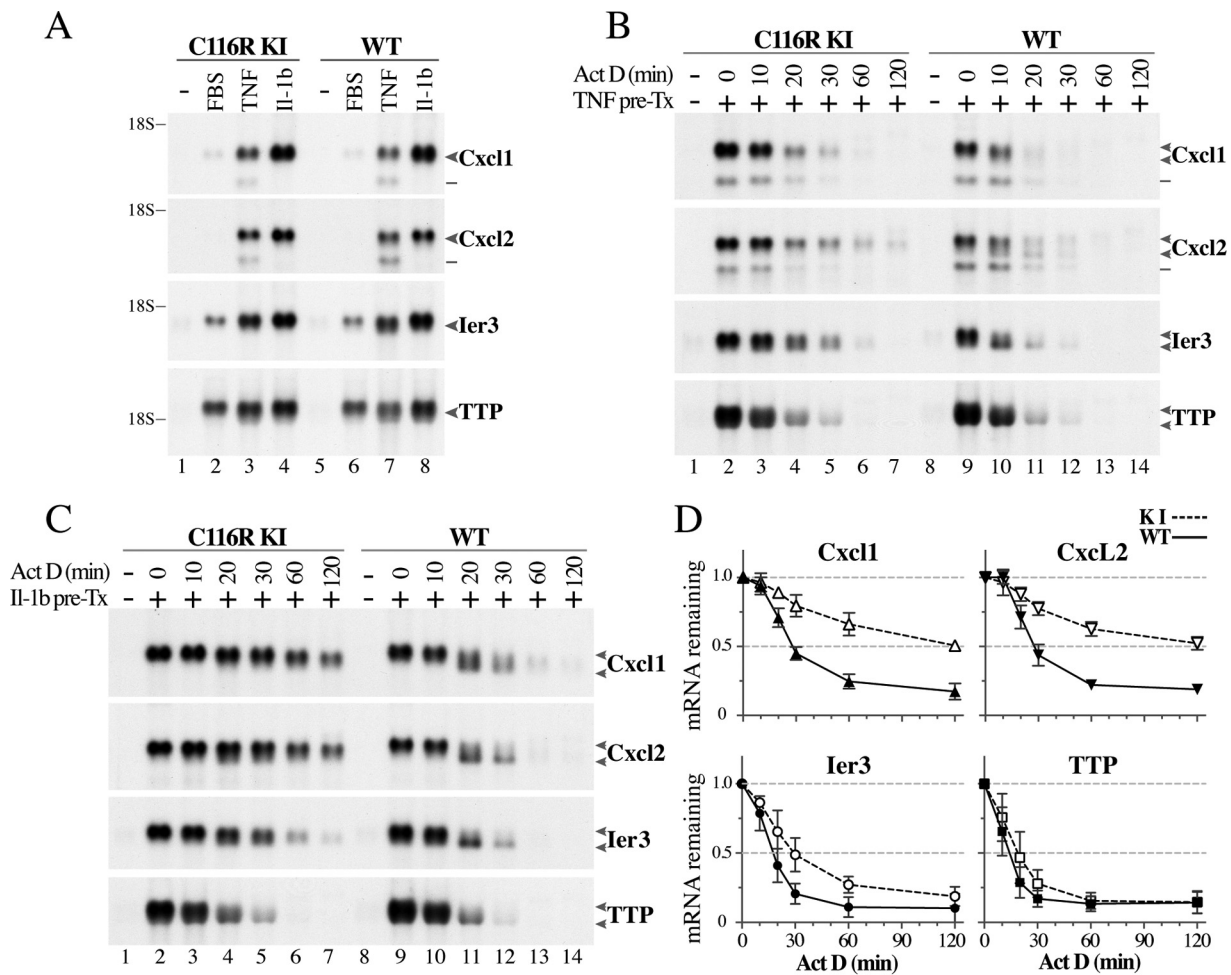 A
C116R KI WT
- FBS TNF Il-1b - FBS TNF Il-1b
18S–
Cxcl1
18S–
Cxcl2
18S–
Ier3
18S–
TTP
1 2 3 4 5 6 7 8
B
C116R KI WT
Act D (min) - 0 10 20 30 60 120 - 0 10 20 30 60 120
TNF pre-Tx - + + + + + + - + + + + + +
Cxcl1
Cxcl2
Ier3
TTP
1 2 3 4 5 6 7 8 9 10 11 12 13 14
C
C116R KI WT
Act D (min) - 0 10 20 30 60 120 - 0 10 20 30 60 120
Il-1b pre-Tx - + + + + + + - + + + + + +
Cxcl1
Cxcl2
Ier3
TTP
1 2 3 4 5 6 7 8 9 10 11 12 13 14
D
K I
WT
Cxcl1 CxcL2
mRNA remaining
1.0
0.5
0
Ier3 TTP
mRNA remaining
1.0
0.5
0
0 30 60 90 120 0 30 60 90 120
Act D (min) Act D (min)